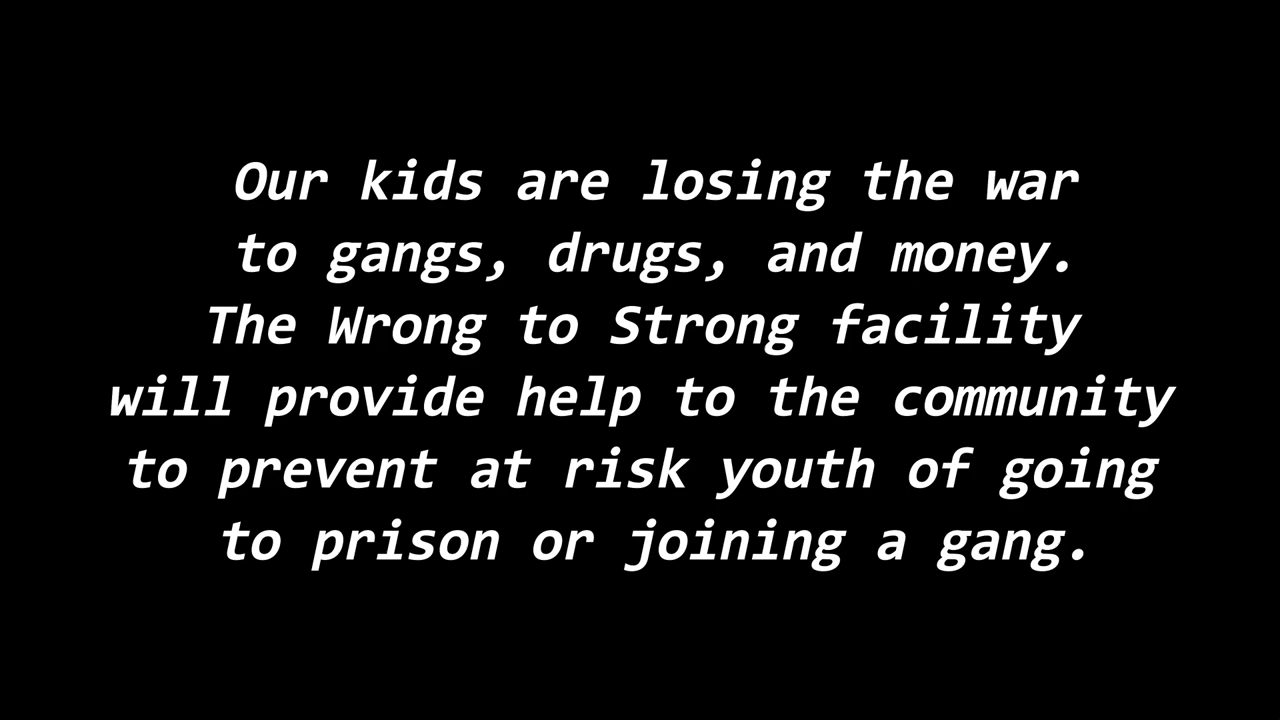 Our kids are losing the war
to gangs, drugs, and money.
The Wrong to Strong facility
will provide help to the community
to prevent at risk youth of going
to prison or joining a gang.